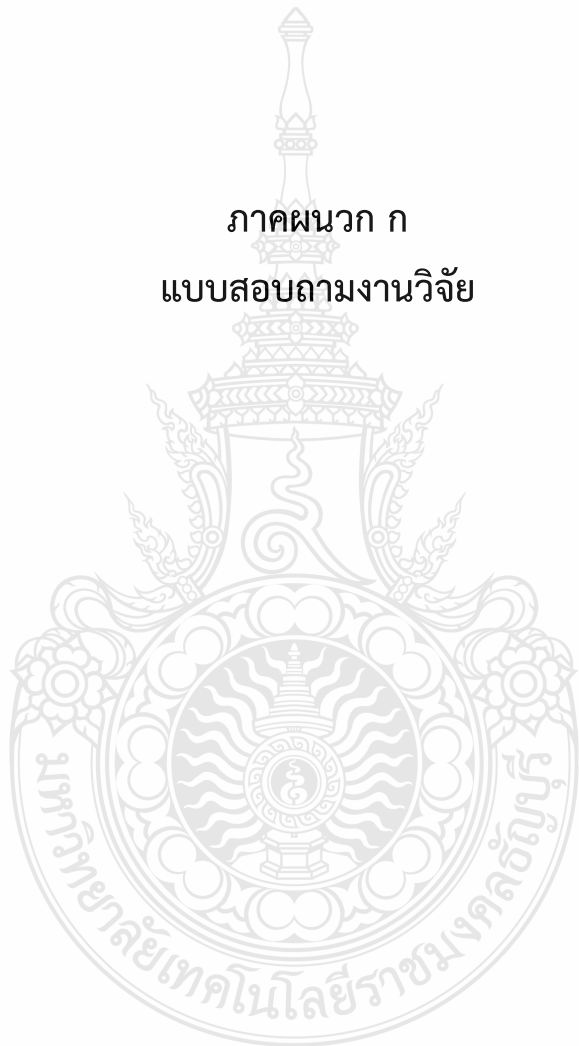 ภาคผนวก ก
แบบสอบถามงานวิจัย
มหาวิทยาลัยเทคโนโลยีราชมงคลธัญบุรี